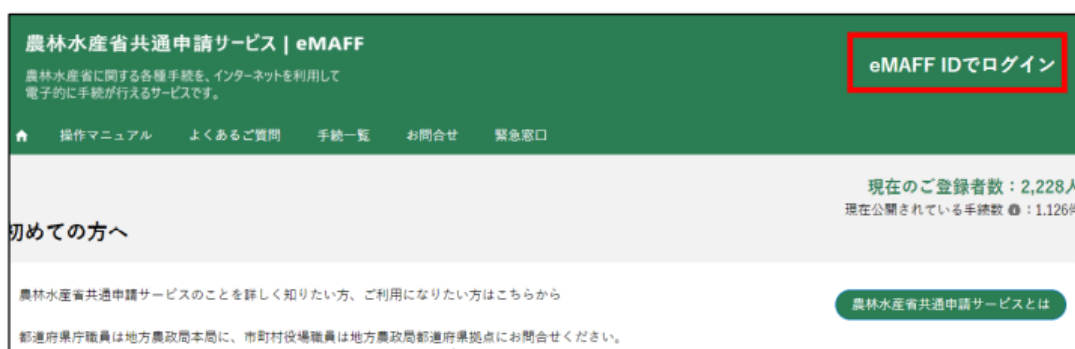 農林水産省共通申請サービス | eMAFF
eMAFF IDでログイン
農林水産省に関する各種手続を、インターネットを利用して
電子的に手続が行えるサービスです。
操作マニュアル よくあるご質問 手続一覧 お問合せ 緊急窓口
現在のご登録者数：2,228人
現在公開されている手続数 ：1,126件
初めての方へ
農林水産省共通申請サービスのことを詳しく知りたい方、ご利用になりたい方はこちらから
農林水産省共通申請サービスとは
都道府県庁職員は地方農政局本局に、市町村役場職員は地方農政局都道府県拠点にお問合せください。